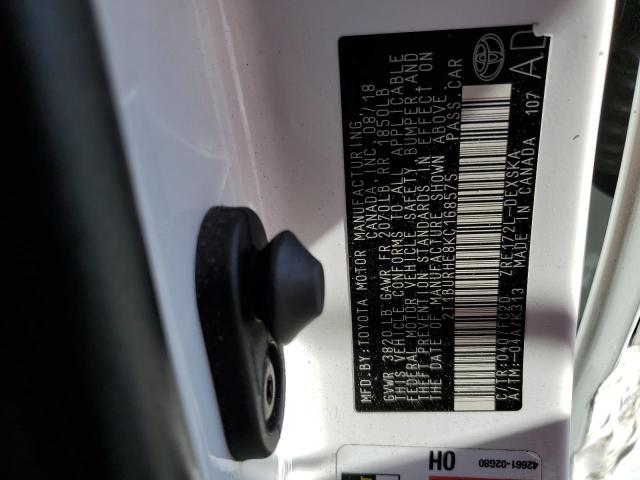 MFD. BY: TOYOTA MOTOR MANUFACTURING
CANADA INC. 08/18
GVWR 3820LB GAWR FR 2070LB RR 1850LB
THIS VEHICLE CONFORMS TO ALL APPLICABLE
FEDERAL MOTOR VEHICLE SAFETY, BUMPER AND
THEFT PREVENTION STANDARDS IN EFFECT ON
THE DATE OF MANUFACTURE SHOWN ABOVE.
2T1BURHE8KC168575 PASS. CAR
C/TR: 040/FC20 ZRE172L-DEXSKA
A/TM: -04A/K313 MADE IN CANADA 107
AD
42661-02G80
OH